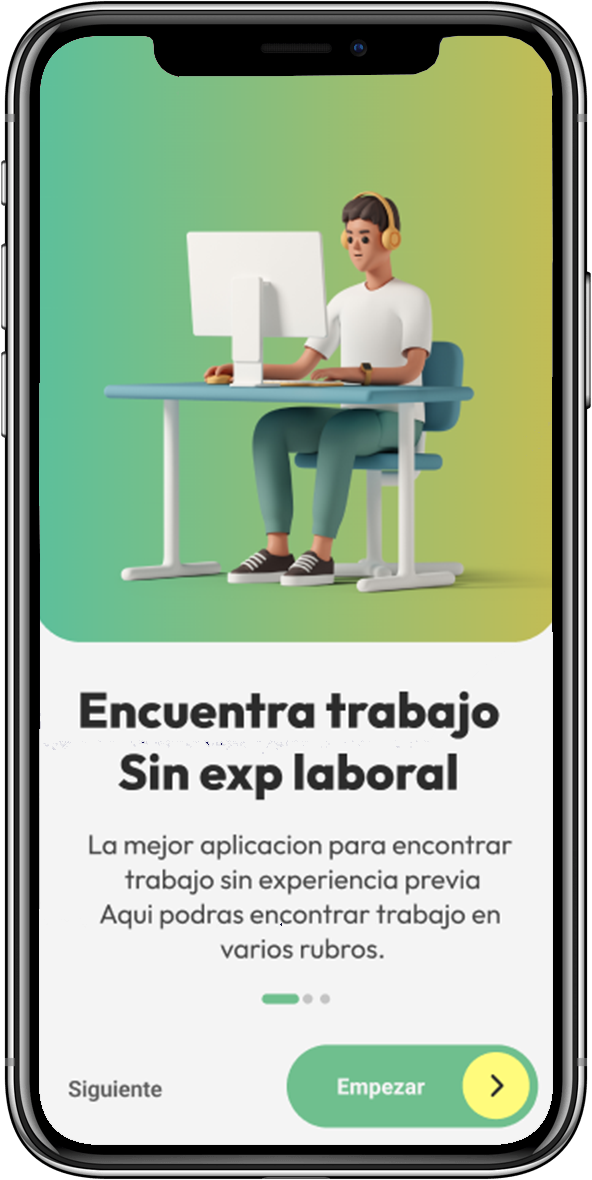 Encuentra trabajo
Sin exp laboral
La mejor aplicacion para encontrar
trabajo sin experiencia previa
Aqui podras encontrar trabajo en
varios rubros.
Siguiente
Empezar